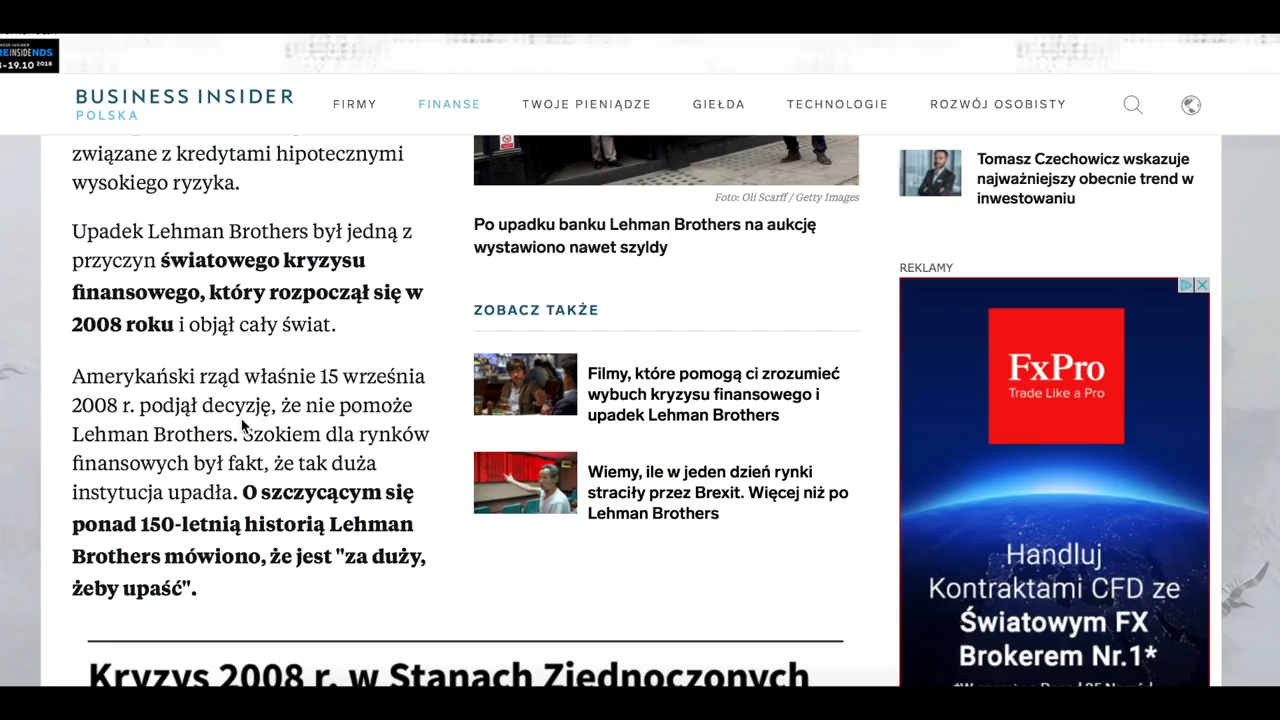 NDS
-19.10 2018
BUSINESS INSIDER
POLSKA
FIRMY
FINANSE
TWOJE PIENIĄDZE
GIEŁDA
TECHNOLOGIE
ROZWÓJ OSOBISTY
związane z kredytami hipotecznymi
wysokiego ryzyka.
Upadek Lehman Brothers był jedną z
przyczyn światowego kryzysu
finansowego, który rozpoczął się w
2008 roku i objął cały świat.
Amerykański rząd właśnie 15 września
2008 r. podjął decyzję, że nie pomoże
Lehman Brothers. Szokiem dla rynków
finansowych był fakt, że tak duża
instytucja upadła. O szczycącym się
ponad 150-letnią historią Lehman
Brothers mówiono, że jest "za duży,
żeby upaść".
Kryzys 2008 r. w Stanach Zjednoczonych
Foto: Oli Scarff / Getty Images
Po upadku banku Lehman Brothers na aukcję
wystawiono nawet szyldy
ZOBACZ TAKŻE
Filmy, które pomogą ci zrozumieć
wybuch kryzysu finansowego i
upadek Lehman Brothers
Wiemy, ile w jeden dzień rynki
straciły przez Brexit. Więcej niż po
Lehman Brothers
Tomasz Czechowicz wskazuje
najważniejszy obecnie trend w
inwestowaniu
REKLAMY
FxPro
Trade Like a Pro
Handluj
Kontraktami CFD ze
Światowym FX
Brokerem Nr.1*